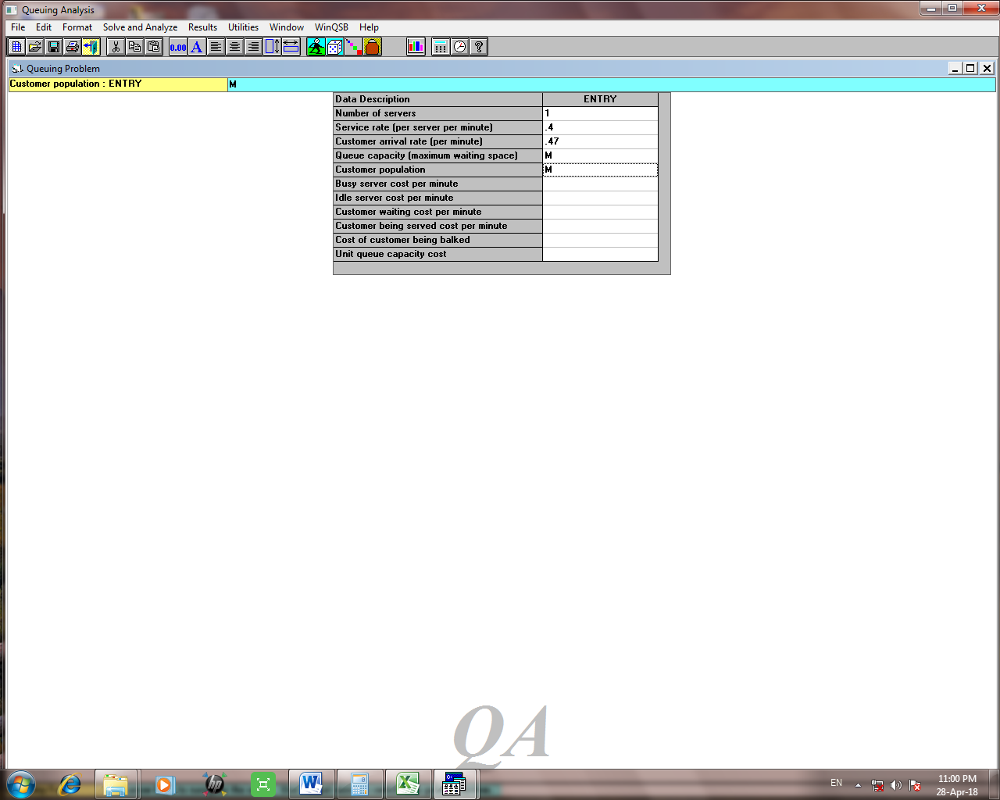 Queuing Analysis
File Edit Format Solve and Analyze Results Utilities Window WinQSB Help
0.00 A
Queuing Problem
Customer population : ENTRY M
Data Description ENTRY
Number of servers 1
Service rate (per server per minute) .4
Customer arrival rate (per minute) .47
Queue capacity (maximum waiting space) M
Customer population M
Busy server cost per minute
Idle server cost per minute
Customer waiting cost per minute
Customer being served cost per minute
Cost of customer being balked
Unit queue capacity cost
QA
EN 11:00 PM
28-Apr-18